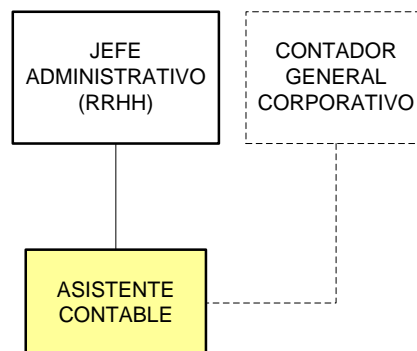 JEFE
ADMINISTRATIVO
(RRHH)
CONTADOR
GENERAL
CORPORATIVO
ASISTENTE
CONTABLE